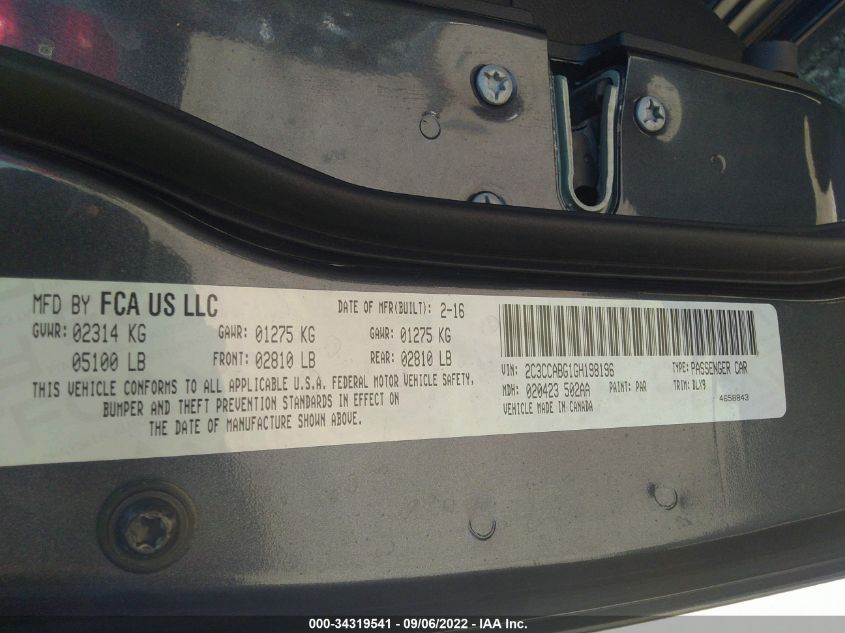 MFD BY FCA US LLC DATE OF MFR(BUILT): 2-16
GVWR: 02314 KG GAWR: 01275 KG GAWR: 01275 KG
05100 LB FRONT: 02810 LB REAR: 02810 LB
THIS VEHICLE CONFORMS TO ALL APPLICABLE U.S.A. FEDERAL MOTOR VEHICLE SAFETY,
BUMPER AND THEFT PREVENTION STANDARDS IN EFFECT ON
THE DATE OF MANUFACTURE SHOWN ABOVE.
VIN: 2C3CCABG1GH198196 TYPE: PASSENGER CAR
MDH: 020423 502AA PAINT: PAR TRIM: DLX9
VEHICLE MADE IN CANADA 4658843
000-34319541 - 09/06/2022 - IAA Inc.